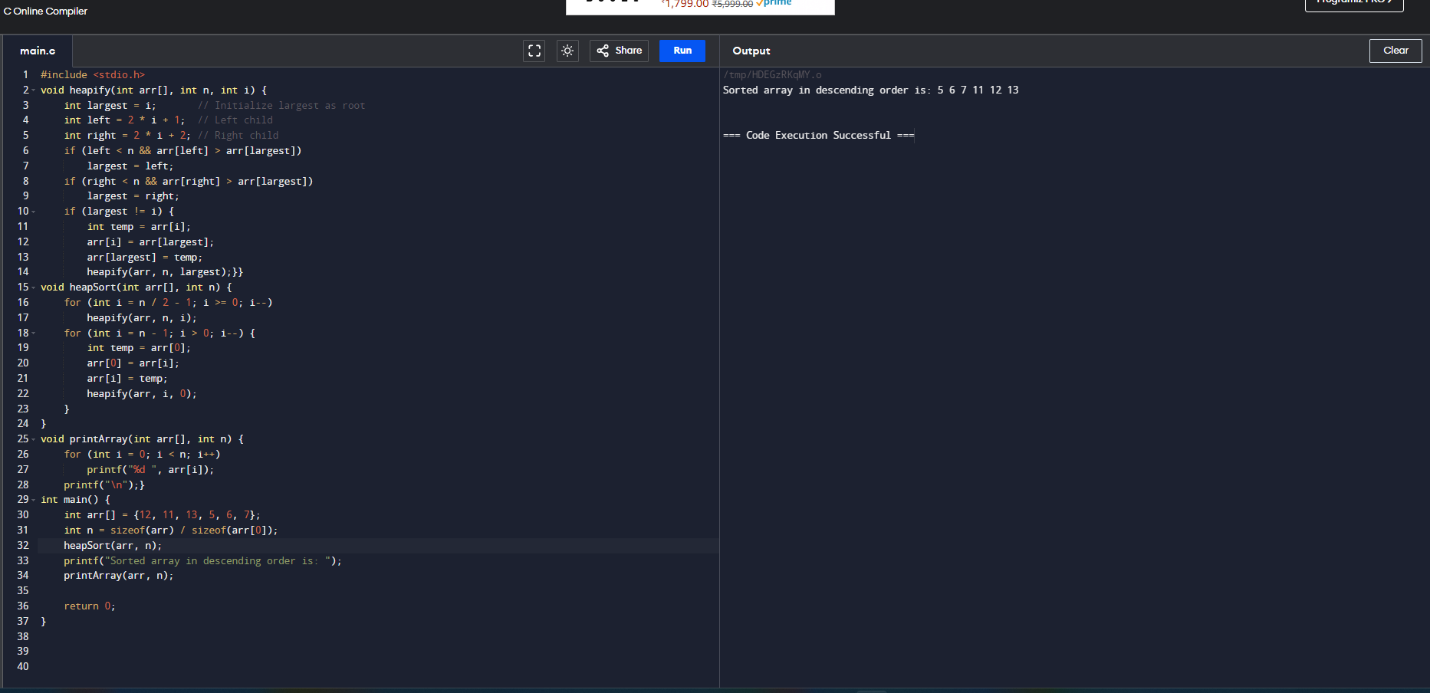 C Online Compiler
₹1,799.00 ₹5,999.00 ✓prime
main.c
Share
Run
Output
Clear
1 #include <stdio.h>
2 void heapify(int arr[], int n, int i) {
3     int largest = i;       // Initialize largest as root
4     int left = 2 * i + 1;  // Left child
5     int right = 2 * i + 2; // Right child
6     if (left < n && arr[left] > arr[largest])
7         largest = left;
8     if (right < n && arr[right] > arr[largest])
9         largest = right;
10     if (largest != i) {
11         int temp = arr[i];
12         arr[i] = arr[largest];
13         arr[largest] = temp;
14         heapify(arr, n, largest);}}
15 void heapSort(int arr[], int n) {
16     for (int i = n / 2 - 1; i >= 0; i--)
17         heapify(arr, n, i);
18     for (int i = n - 1; i > 0; i--) {
19         int temp = arr[0];
20         arr[0] = arr[i];
21         arr[i] = temp;
22         heapify(arr, i, 0);
23     }
24 }
25 void printArray(int arr[], int n) {
26     for (int i = 0; i < n; i++)
27         printf("%d ", arr[i]);
28     printf("\n");}
29 int main() {
30     int arr[] = {12, 11, 13, 5, 6, 7};
31     int n = sizeof(arr) / sizeof(arr[0]);
32     heapSort(arr, n);
33     printf("Sorted array in descending order is: ");
34     printArray(arr, n);
35
36     return 0;
37 }
38
39
40
/tmp/HDEGzRKqMY.o
Sorted array in descending order is: 5 6 7 11 12 13
=== Code Execution Successful ===